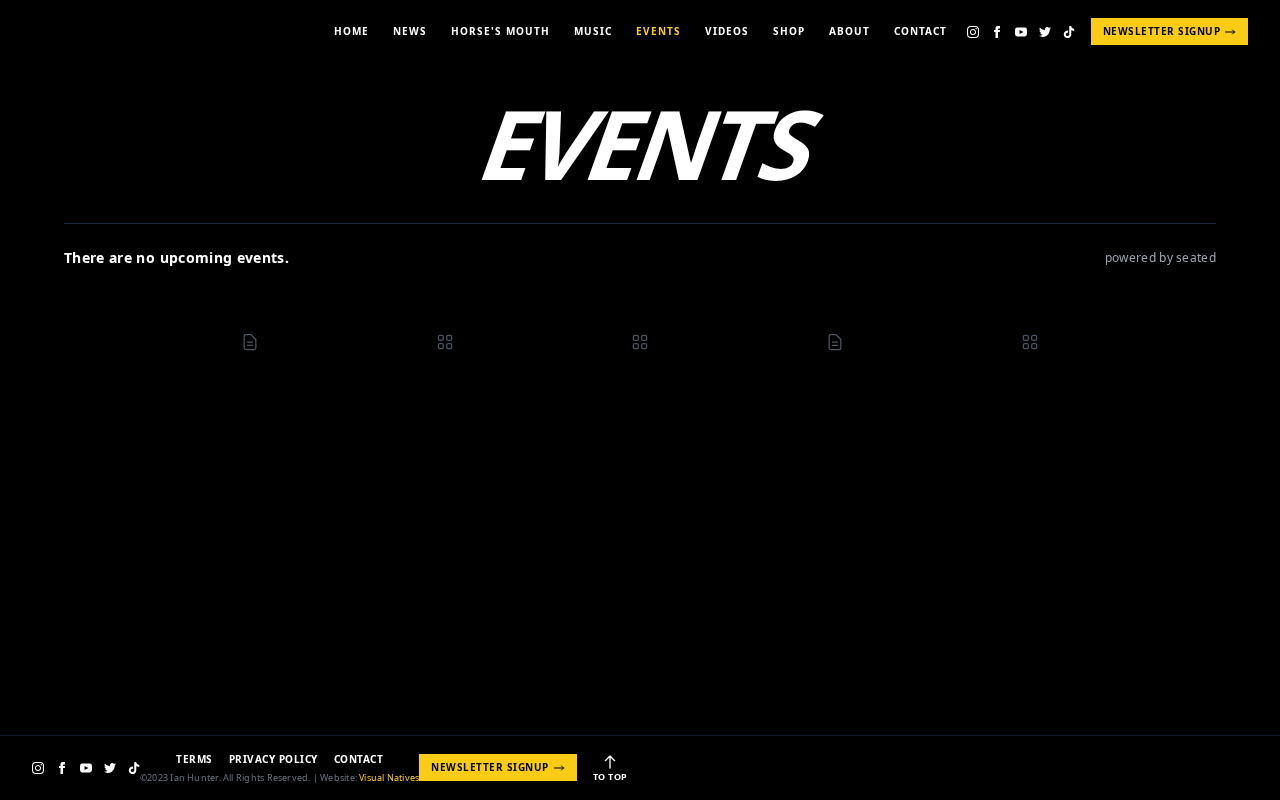 HOME NEWS HORSE'S MOUTH MUSIC EVENTS VIDEOS SHOP ABOUT CONTACT NEWSLETTER SIGNUP →
EVENTS
There are no upcoming events. powered by seated
TERMS PRIVACY POLICY CONTACT
©2023 Ian Hunter. All Rights Reserved. | Website: Visual Natives
NEWSLETTER SIGNUP →
TO TOP